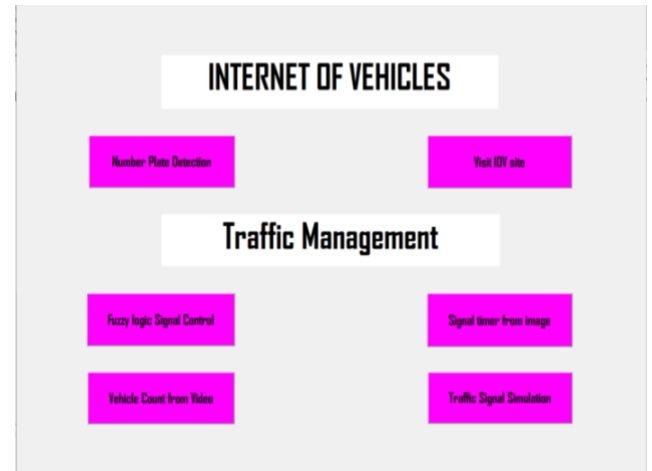 INTERNET OF VEHICLES
Number Plate Detection
Visit IOV site
Traffic Management
Fuzzy logic Signal Control
Signal timer from image
Vehicle Count from Video
Traffic Signal Simulation